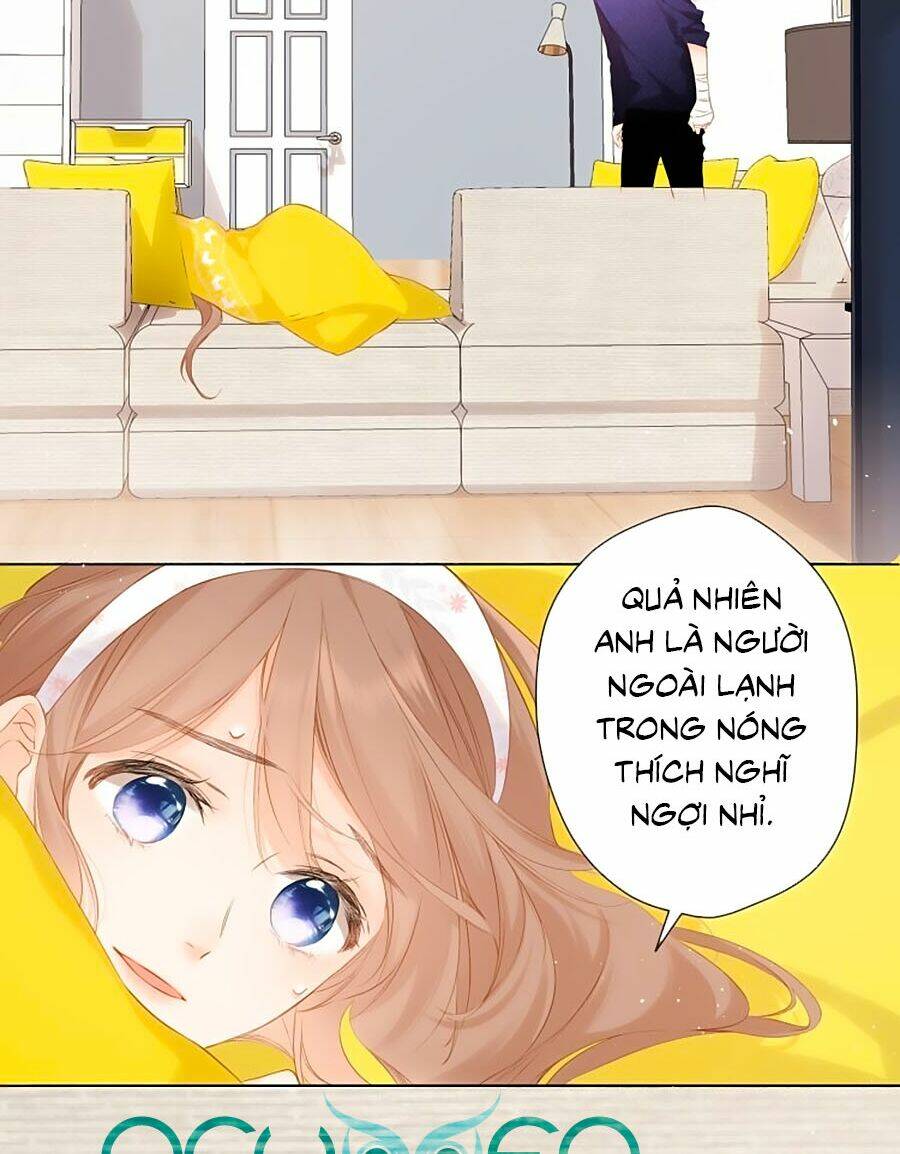 QUẢ NHIÊN
ANH LÀ NGƯỜI
NGOÀI LẠNH
TRONG NÓNG
THÍCH NGHĨ
NGỢI NHỈ.